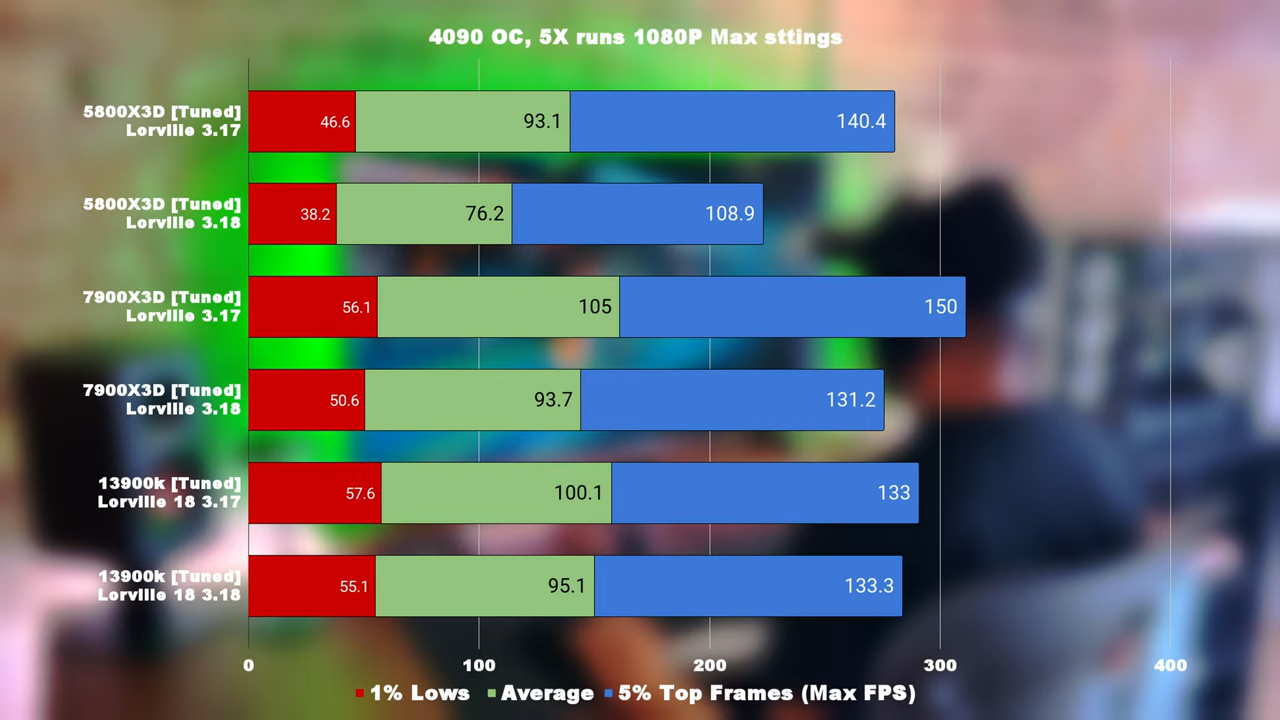 4090 OC, 5X runs 1080P Max sttings
5800X3D [Tuned]
Lorville 3.17
46.6 93.1 140.4
5800X3D [Tuned]
Lorville 3.18
38.2 76.2 108.9
7900X3D [Tuned]
Lorville 3.17
56.1 105 150
7900X3D [Tuned]
Lorville 3.18
50.6 93.7 131.2
13900k [Tuned]
Lorville 18 3.17
57.6 100.1 133
13900k [Tuned]
Lorville 18 3.18
55.1 95.1 133.3
0 100 200 300 400
1% Lows Average 5% Top Frames (Max FPS)